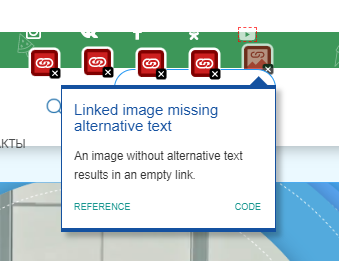 Linked image missing
alternative text
An image without alternative text
results in an empty link.
REFERENCE CODE
АКТЫ